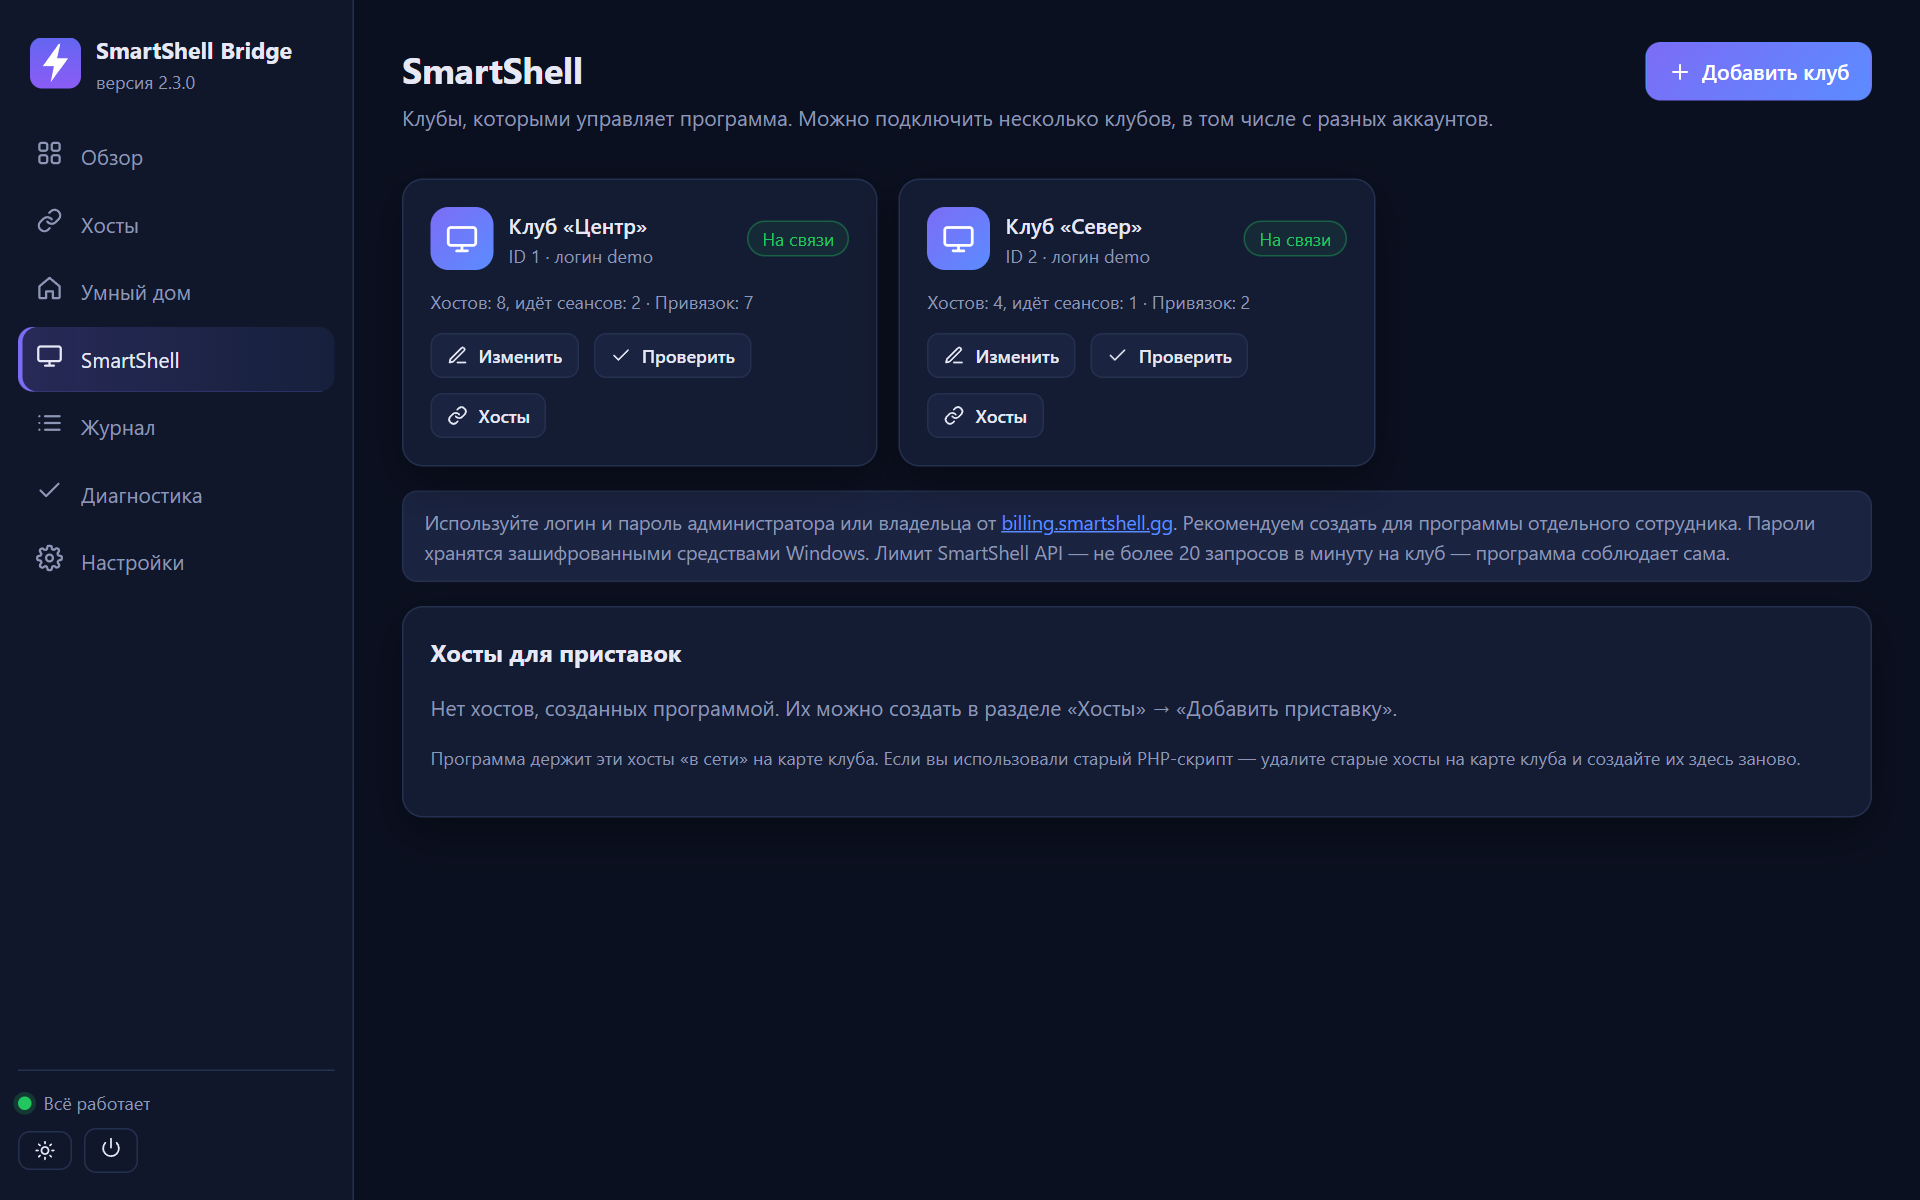 SmartShell Bridge
версия 2.3.0
Обзор
Хосты
Умный дом
SmartShell
Журнал
Диагностика
Настройки
Всё работает
SmartShell
Клубы, которыми управляет программа. Можно подключить несколько клубов, в том числе с разных аккаунтов.
Добавить клуб
Клуб «Центр»
ID 1 · логин demo
На связи
Хостов: 8, идёт сеансов: 2 · Привязок: 7
Изменить
Проверить
Хосты
Клуб «Север»
ID 2 · логин demo
На связи
Хостов: 4, идёт сеансов: 1 · Привязок: 2
Изменить
Проверить
Хосты
Используйте логин и пароль администратора или владельца от billing.smartshell.gg. Рекомендуем создать для программы отдельного сотрудника. Пароли
хранятся зашифрованными средствами Windows. Лимит SmartShell API — не более 20 запросов в минуту на клуб — программа соблюдает сама.
Хосты для приставок
Нет хостов, созданных программой. Их можно создать в разделе «Хосты» → «Добавить приставку».
Программа держит эти хосты «в сети» на карте клуба. Если вы использовали старый PHP-скрипт — удалите старые хосты на карте клуба и создайте их здесь заново.